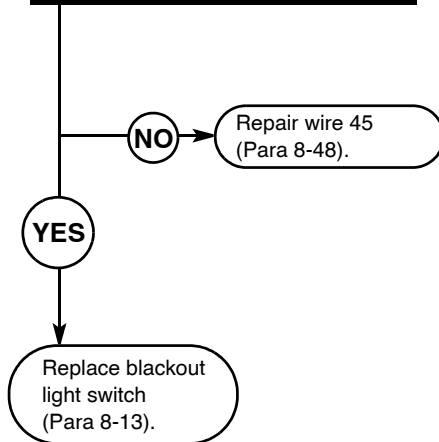 NO
Repair wire 45
(Para 8-48).
YES
Replace blackout
light switch
(Para 8-13).